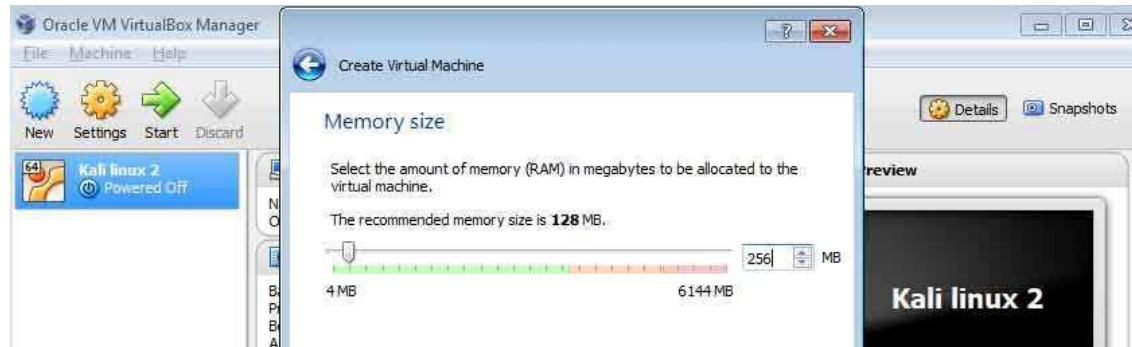 Oracle VM VirtualBox Manager
File Machine Help
New Settings Start Discard
Kali linux 2
Powered Off
64
Create Virtual Machine
Memory size
Select the amount of memory (RAM) in megabytes to be allocated to the
virtual machine.
The recommended memory size is 128 MB.
256 MB
4 MB 6144 MB
Details Snapshots
Preview
Kali linux 2